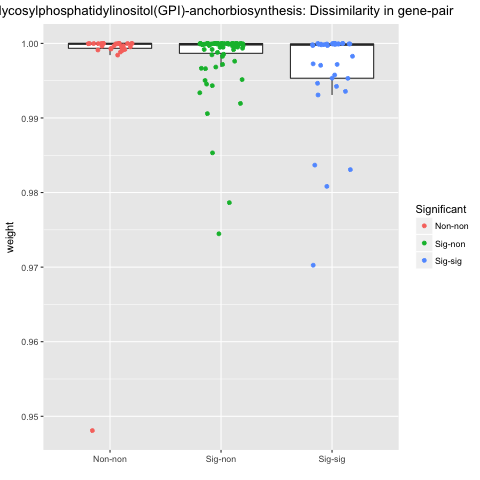 lycosylphosphatidylinositol(GPI)-anchorbiosynthesis: Dissimilarity in gene-pair
1.00
0.99
0.98
0.97
0.96
0.95
weight
Non-non
Sig-non
Sig-sig
Significant
Non-non
Sig-non
Sig-sig